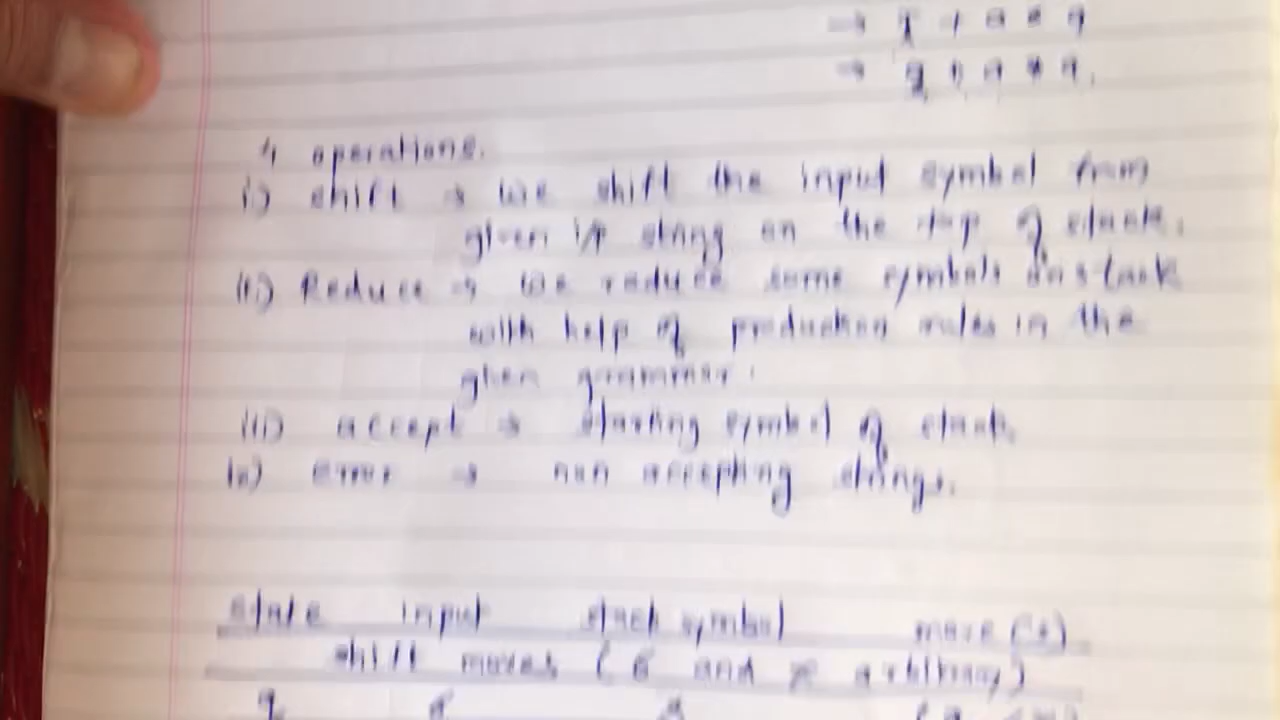 4 operations.
i) shift → we shift the input symbol from
given i/p string on the top of stack.
ii) Reduce → we reduce some symbols on stack
with help of production rules in the
given grammar.
iii) accept → starting symbol of stack
iv) error → non accepting strings.
state input stack symbol move(s)
shift moves ( σ and x arbitrary)